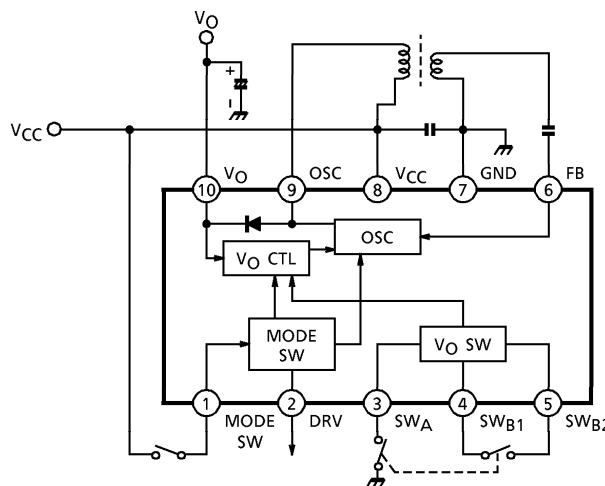 VO
+
−
VCC
VO
OSC
VCC
GND
FB
10
9
8
7
6
OSC
VO CTL
MODE
SW
VO SW
1
2
3
4
5
MODE
SW
DRV
SWA
SWB1
SWB2